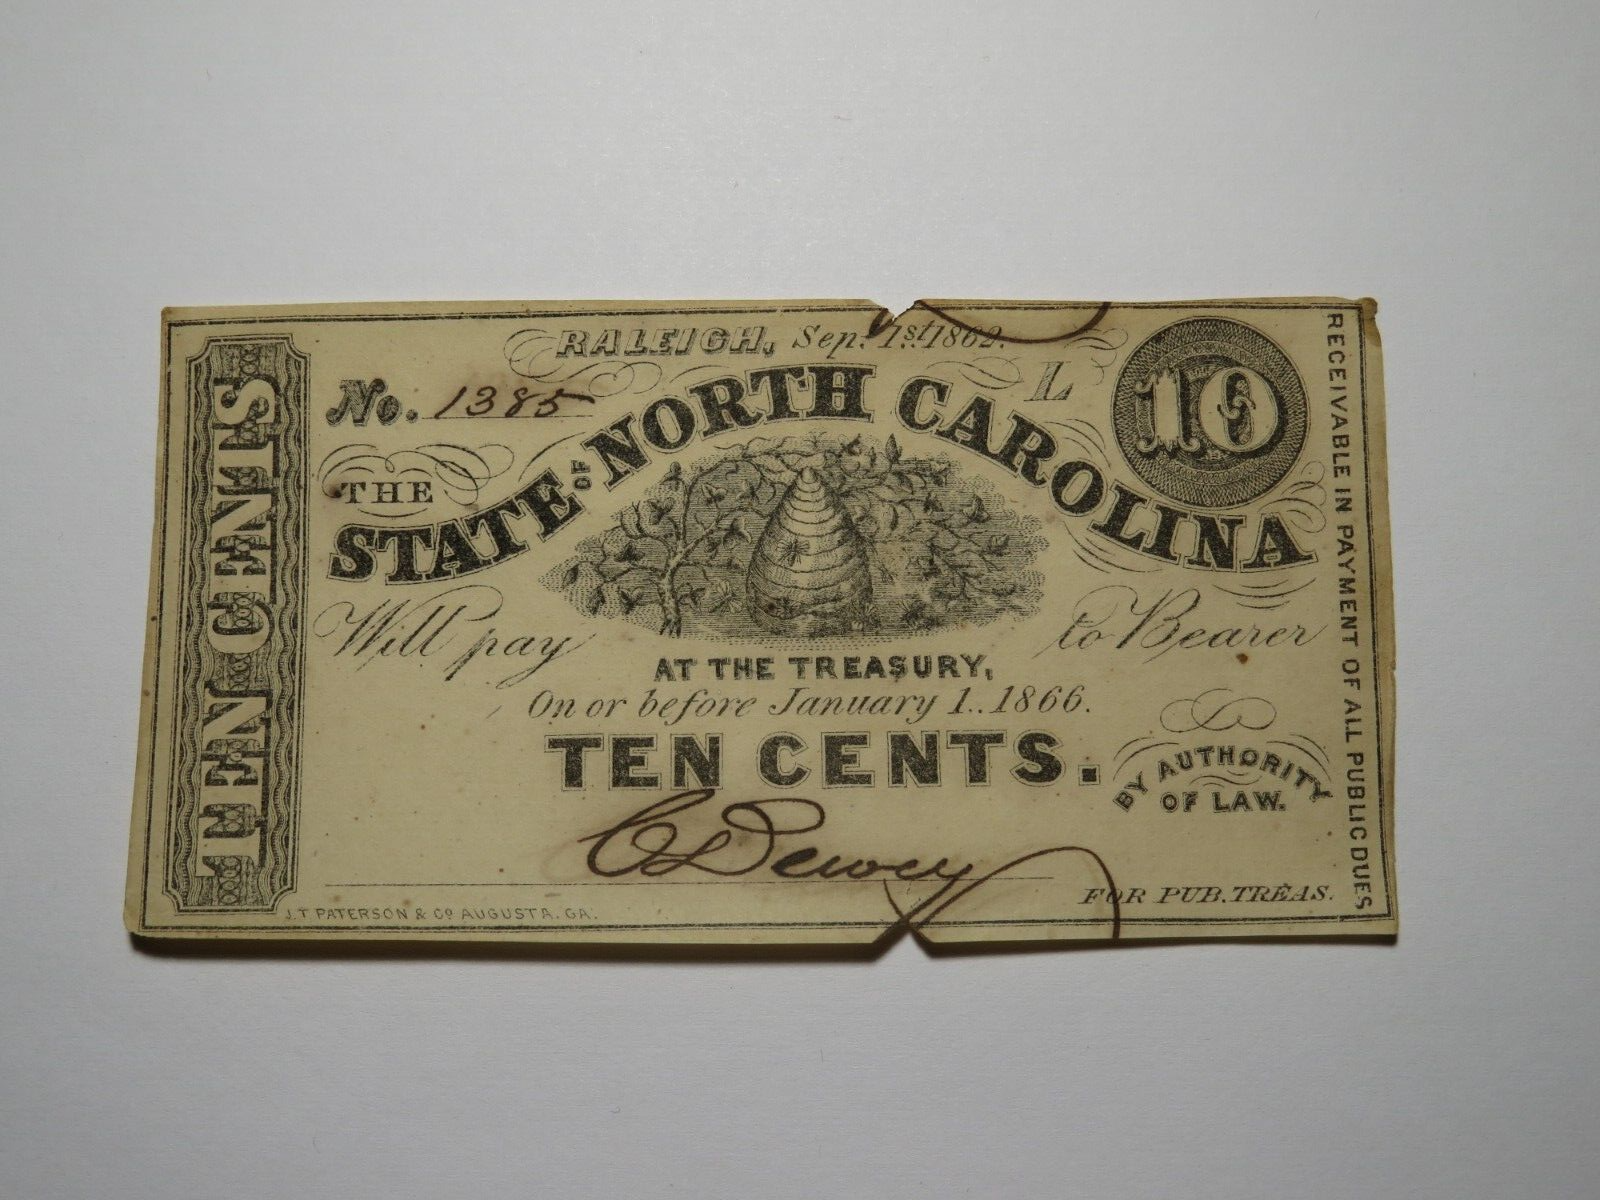 TEN CENTS
RALEIGH, Sep. 1st 1862.
No. 1385
L
10
THE
STATE OF NORTH CAROLINA
Will pay to Bearer
AT THE TREASURY,
On or before January 1.. 1866.
TEN CENTS.
BY AUTHORITY
OF LAW.
C Dewey
FOR PUB. TREAS.
J.T PATERSON & Co AUGUSTA. GA.
RECEIVABLE IN PAYMENT OF ALL PUBLIC DUES